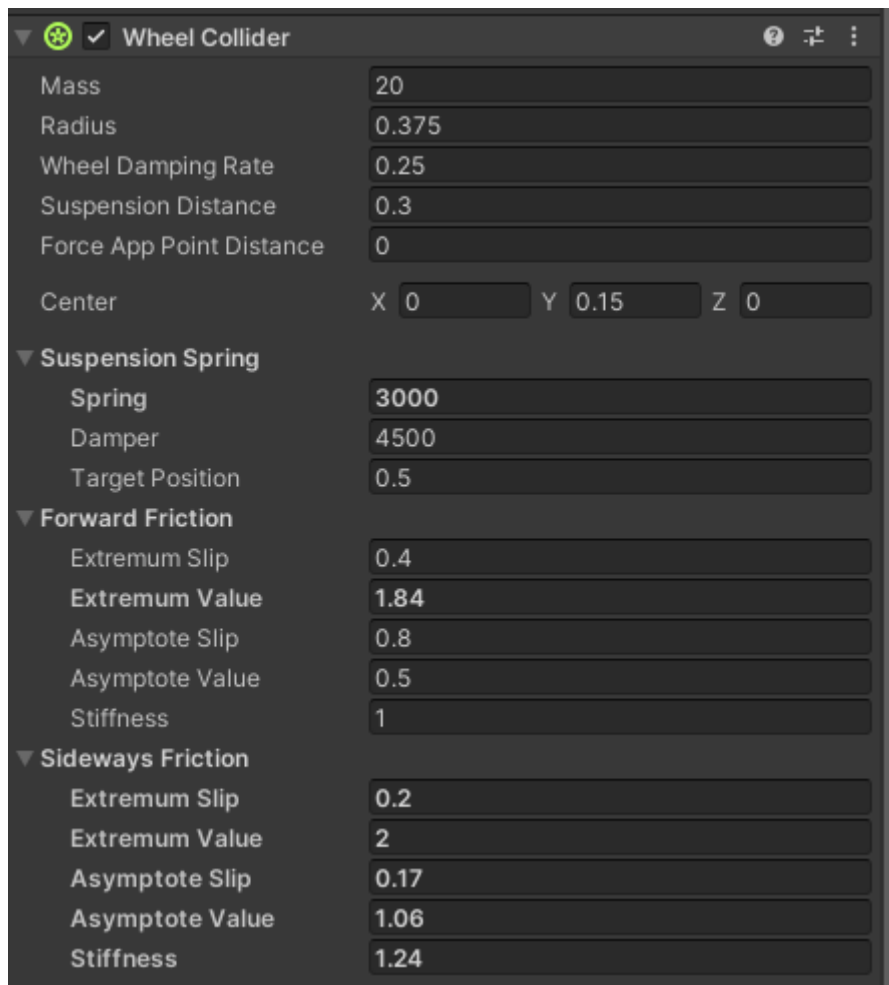 Wheel Collider
Mass 20
Radius 0.375
Wheel Damping Rate 0.25
Suspension Distance 0.3
Force App Point Distance 0
Center X 0 Y 0.15 Z 0
Suspension Spring
Spring 3000
Damper 4500
Target Position 0.5
Forward Friction
Extremum Slip 0.4
Extremum Value 1.84
Asymptote Slip 0.8
Asymptote Value 0.5
Stiffness 1
Sideways Friction
Extremum Slip 0.2
Extremum Value 2
Asymptote Slip 0.17
Asymptote Value 1.06
Stiffness 1.24